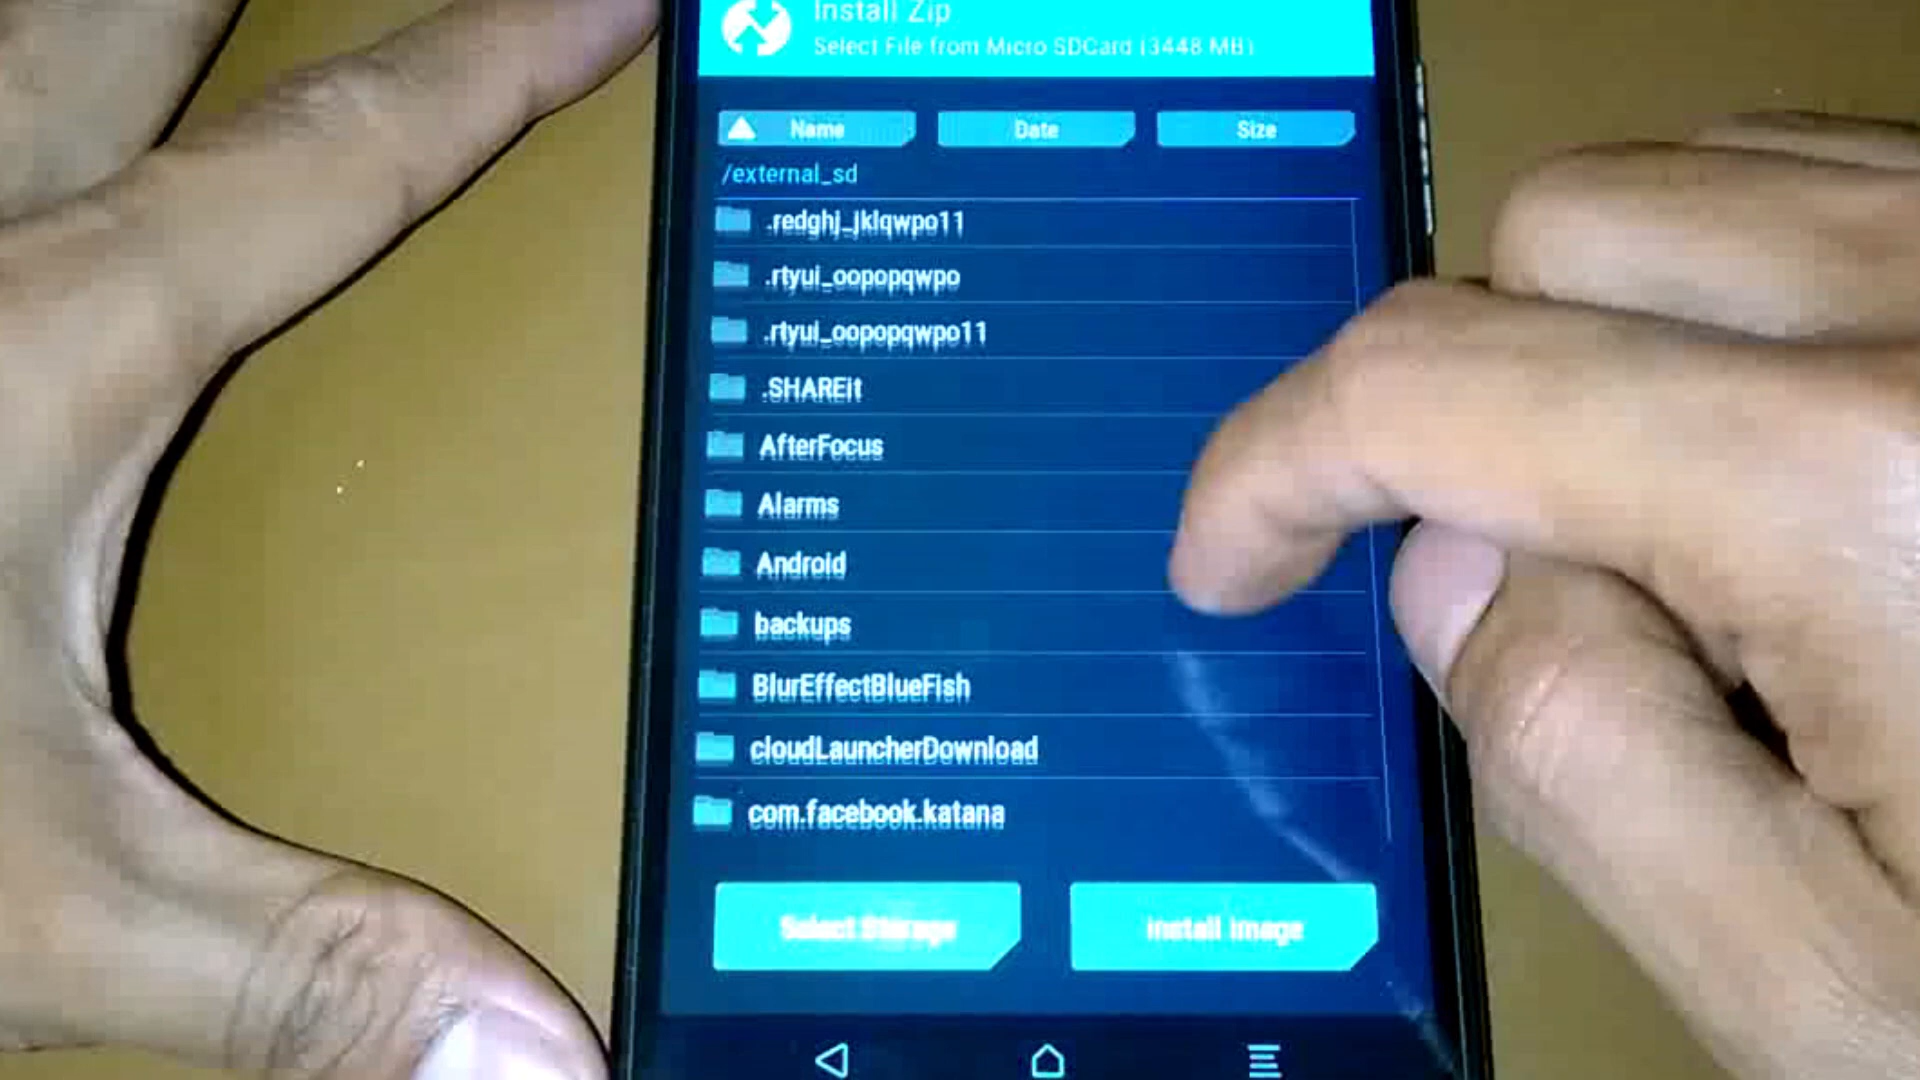 Install Zip
Select File from Micro SDCard (3448 MB)
Name Date Size
/external_sd
.redghj_jklqwpo11
.rtyui_oopopqwpo
.rtyui_oopopqwpo11
.SHAREit
AfterFocus
Alarms
Android
backups
BlurEffectBlueFish
cloudLauncherDownload
com.facebook.katana
Select Storage Install Image